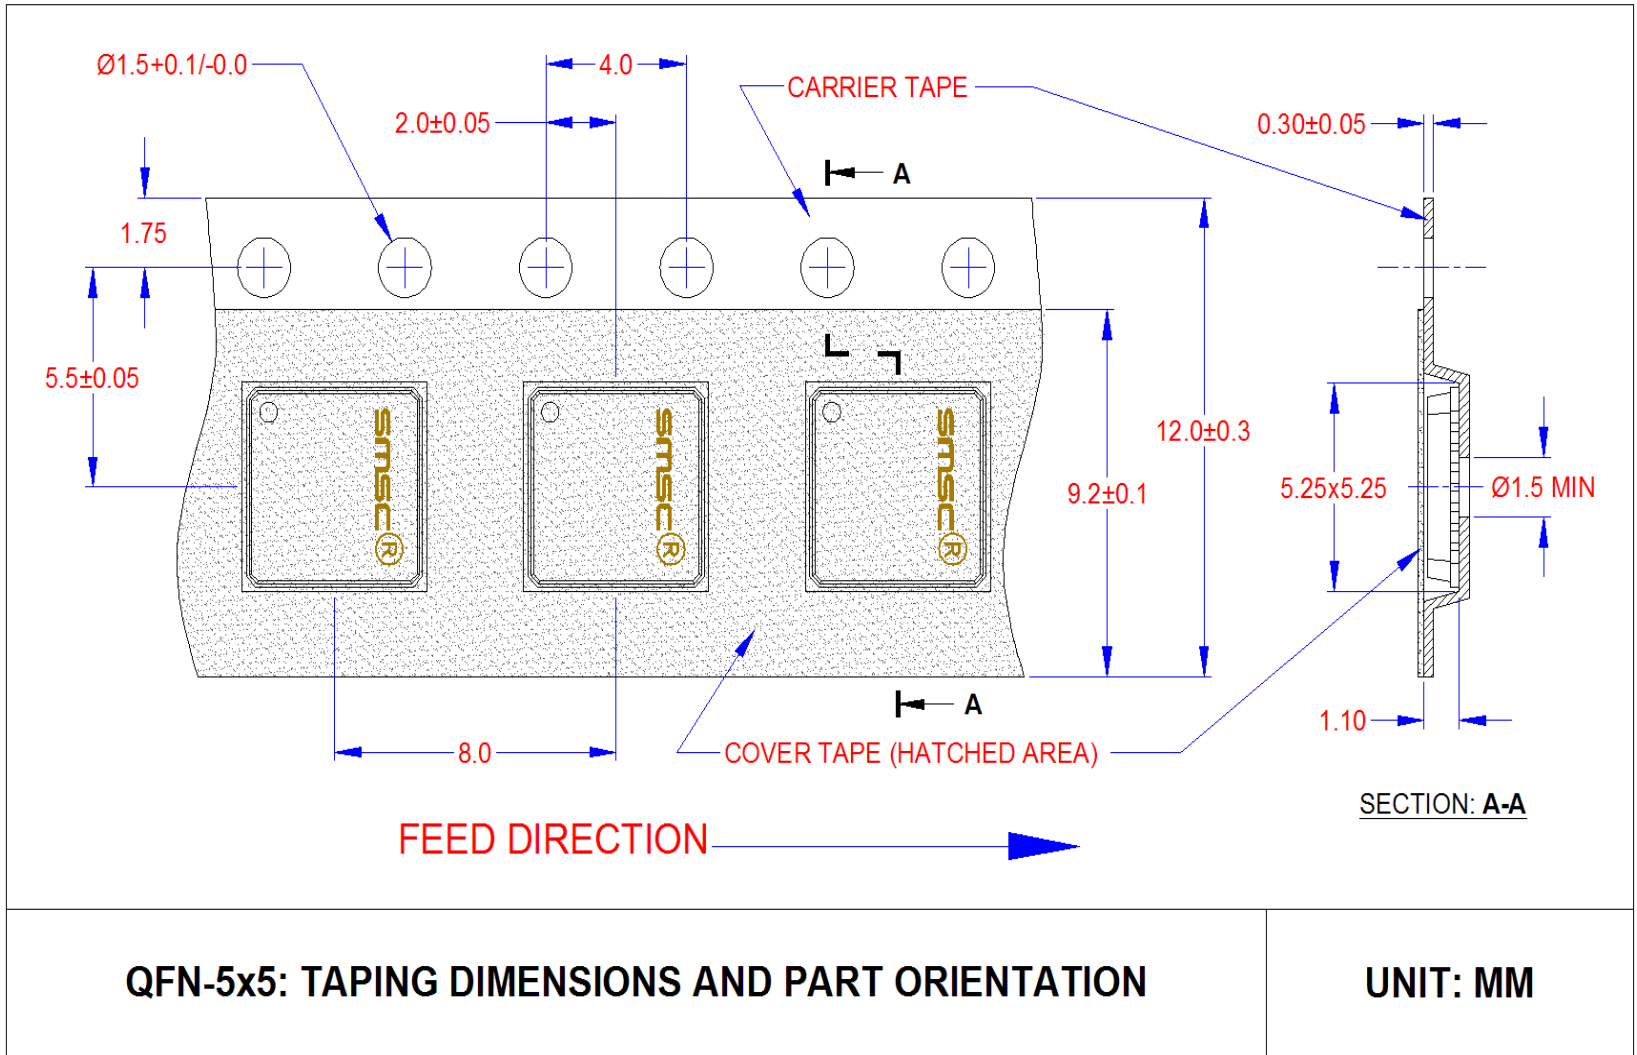 Ø1.5+0.1/-0.0
4.0
CARRIER TAPE
2.0±0.05
0.30±0.05
A
1.75
5.5±0.05
12.0±0.3
9.2±0.1
5.25x5.25
Ø1.5 MIN
smsc®
smsc®
smsc®
A
1.10
8.0
COVER TAPE (HATCHED AREA)
SECTION: A-A
FEED DIRECTION
QFN-5x5: TAPING DIMENSIONS AND PART ORIENTATION
UNIT: MM